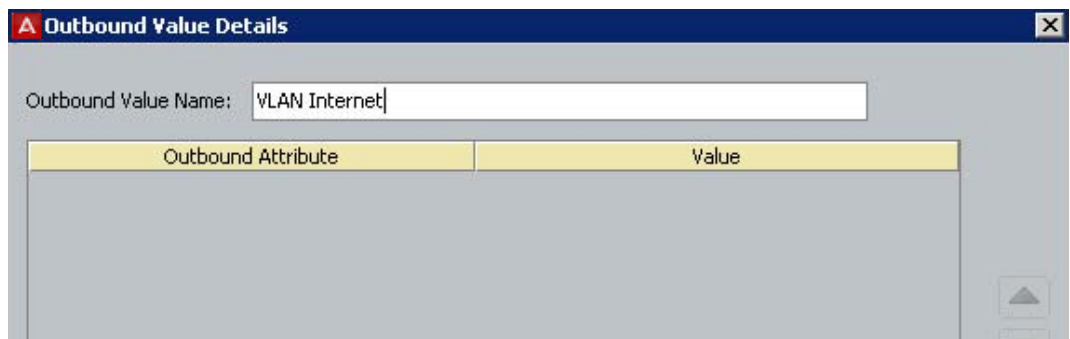 A Outbound Value Details
Outbound Value Name: VLAN Internet
Outbound Attribute Value